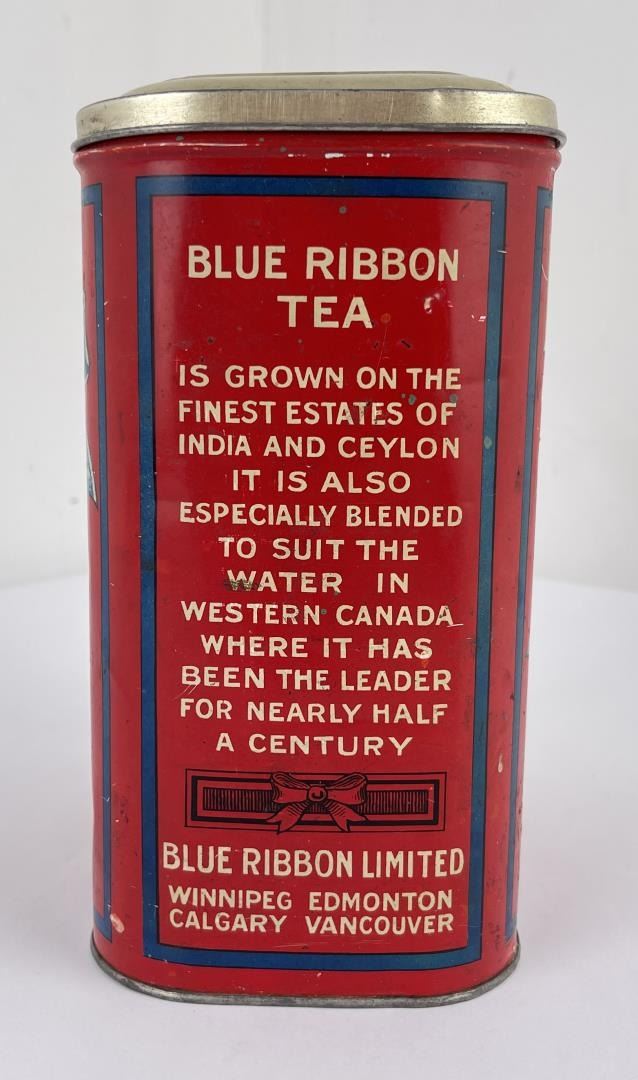 BLUE RIBBON
TEA
IS GROWN ON THE
FINEST ESTATES OF
INDIA AND CEYLON
IT IS ALSO
ESPECIALLY BLENDED
TO SUIT THE
WATER IN
WESTERN CANADA
WHERE IT HAS
BEEN THE LEADER
FOR NEARLY HALF
A CENTURY
BLUE RIBBON LIMITED
WINNIPEG EDMONTON
CALGARY VANCOUVER